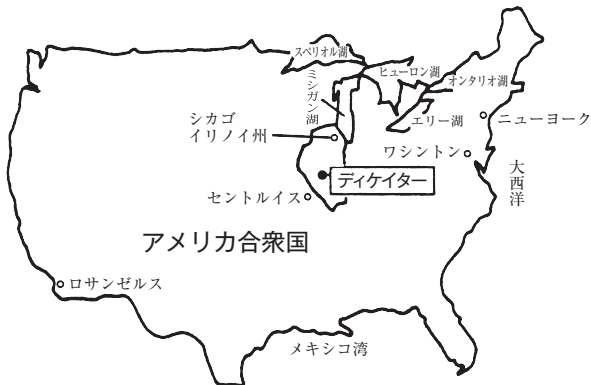 スペリオル湖
ミシガン湖
ヒューロン湖
オンタリオ湖
エリー湖
シカゴ
イリノイ州
ニューヨーク
ワシントン
ディケイター
セントルイス
大西洋
アメリカ合衆国
ロサンゼルス
メキシコ湾